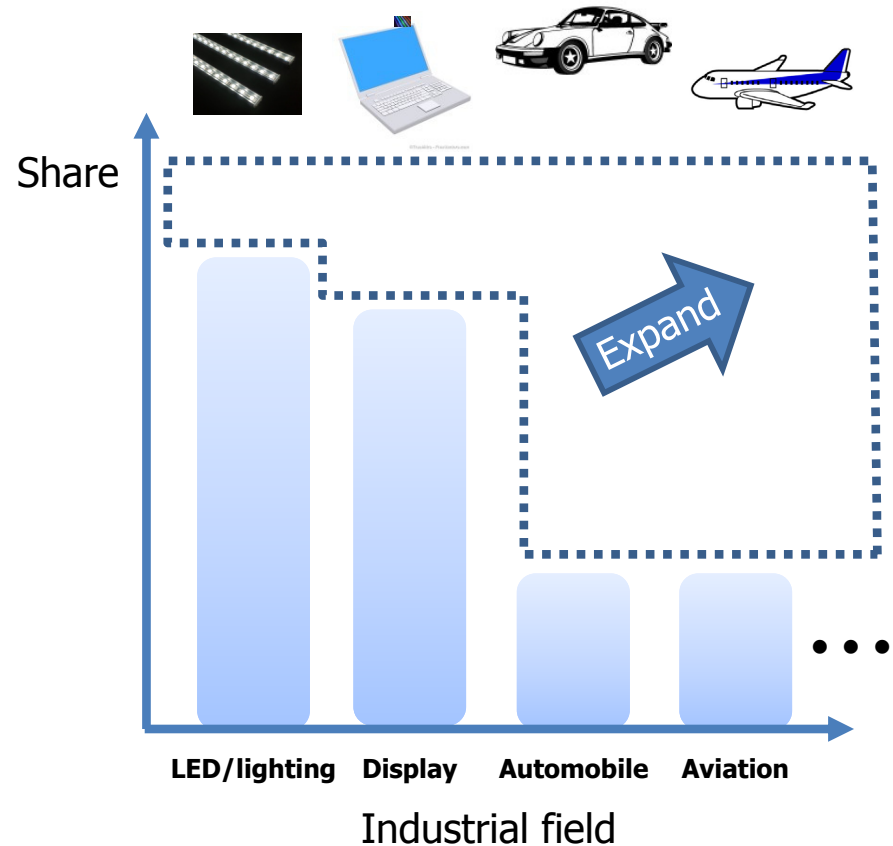 Share
Expand
LED/lighting Display Automobile Aviation
Industrial field